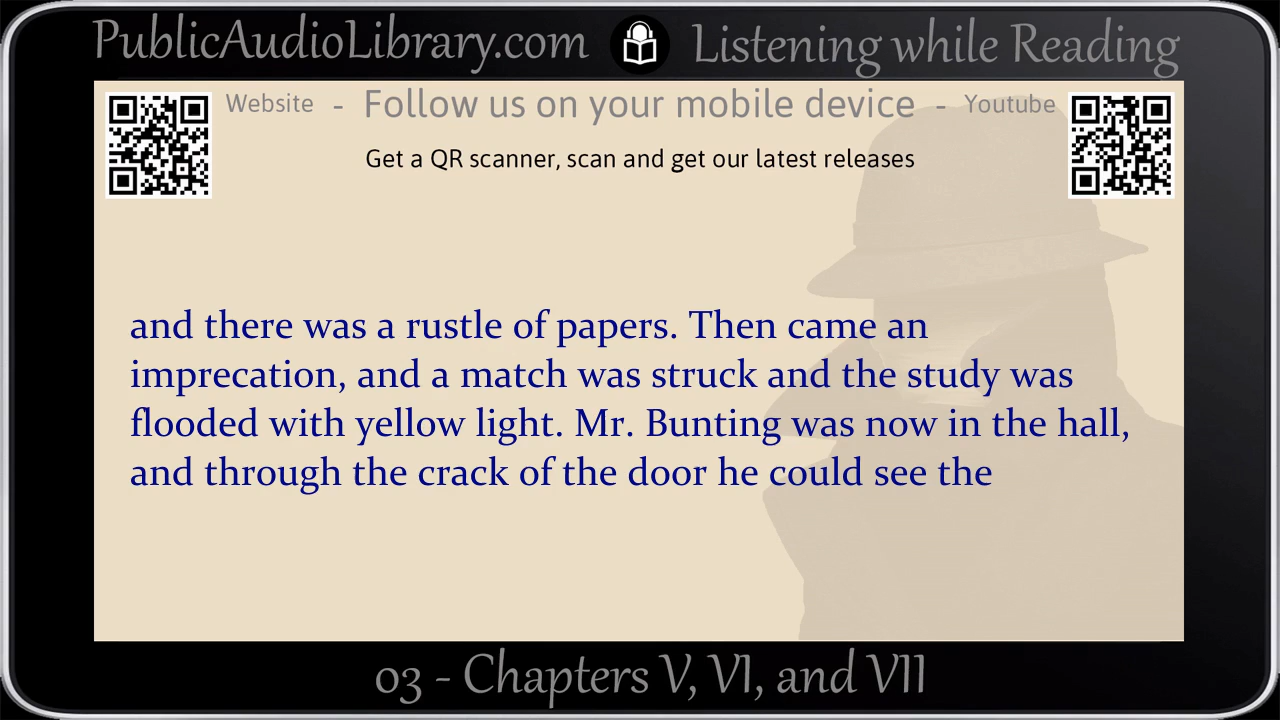 PublicAudioLibrary.com Listening while Reading
Website - Follow us on your mobile device - Youtube
Get a QR scanner, scan and get our latest releases
and there was a rustle of papers. Then came an
imprecation, and a match was struck and the study was
flooded with yellow light. Mr. Bunting was now in the hall,
and through the crack of the door he could see the
03 - Chapters V, VI, and VII